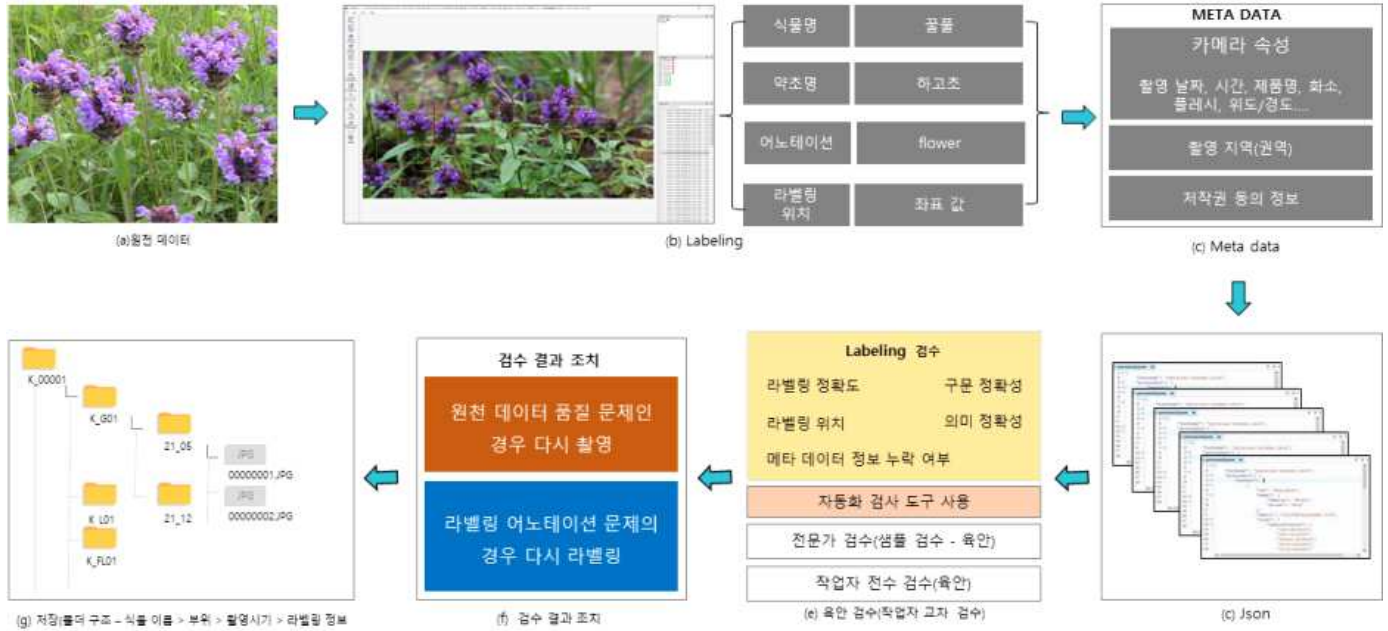 식물명
꿀풀
약초명
하고초
어노테이션
flower
라벨링
위치
좌표 값
META DATA
카메라 속성
촬영 날짜, 시간, 제품명, 화소,
플레시, 위도/경도....
촬영 지역(권역)
저작권 동의 정보
(a)원천 데이터
(b) Labeling
(c) Meta data
K_00001
K_G01
21_05
JPG
00000001.JPG
JPG
00000002.JPG
K_L01
21_12
K_FL01
검수 결과 조치
원천 데이터 품질 문제인
경우 다시 촬영
라벨링 어노테이션 문제의
경우 다시 라벨링
Labeling 검수
라벨링 정확도
구문 정확성
라벨링 위치
의미 정확성
메타 데이터 정보 누락 여부
자동화 검사 도구 사용
전문가 검수(샘플 검수 - 육안)
작업자 전수 검수(육안)
(g) 저장(폴더 구조 – 식물 이름 > 부위 > 촬영시기 > 라벨링 정보
(f) 검수 결과 조치
(e) 육안 검수(작업자 교차 검수)
(c) Json